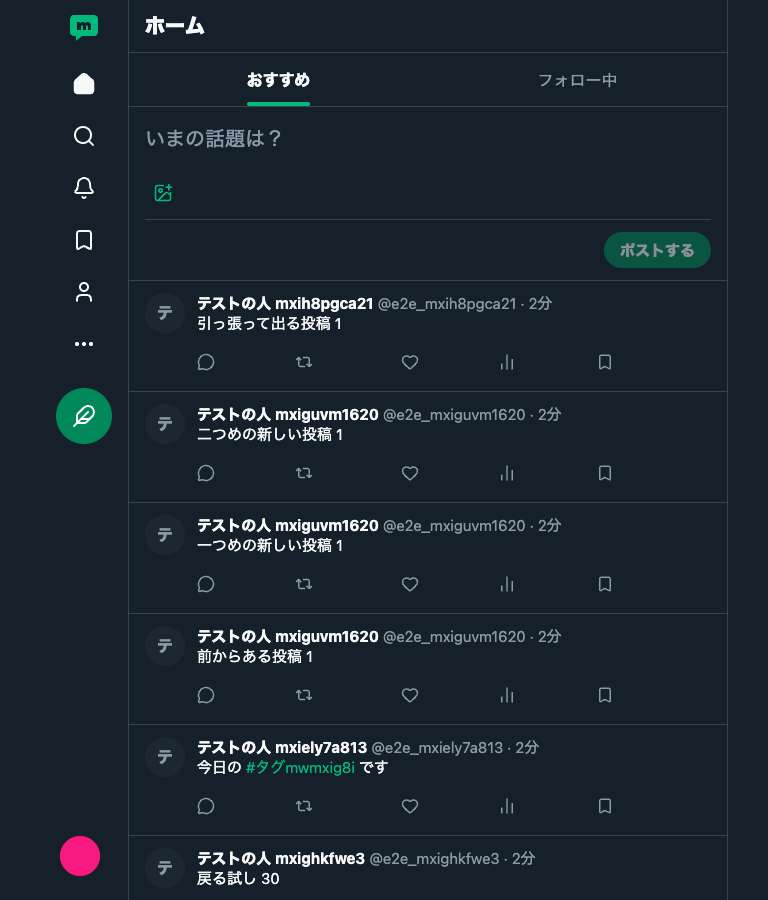 m
ホーム
おすすめ
フォロー中
いまの話題は？
ポストする
テ
テストの人 mxih8pgca21 @e2e_mxih8pgca21 · 2分
引っ張って出る投稿 1
テ
テストの人 mxiguvm1620 @e2e_mxiguvm1620 · 2分
二つめの新しい投稿 1
テ
テストの人 mxiguvm1620 @e2e_mxiguvm1620 · 2分
一つめの新しい投稿 1
テ
テストの人 mxiguvm1620 @e2e_mxiguvm1620 · 2分
前からある投稿 1
テ
テストの人 mxiely7a813 @e2e_mxiely7a813 · 2分
今日の #タグmwmxig8i です
テ
テストの人 mxighkfwe3 @e2e_mxighkfwe3 · 2分
戻る試し 30